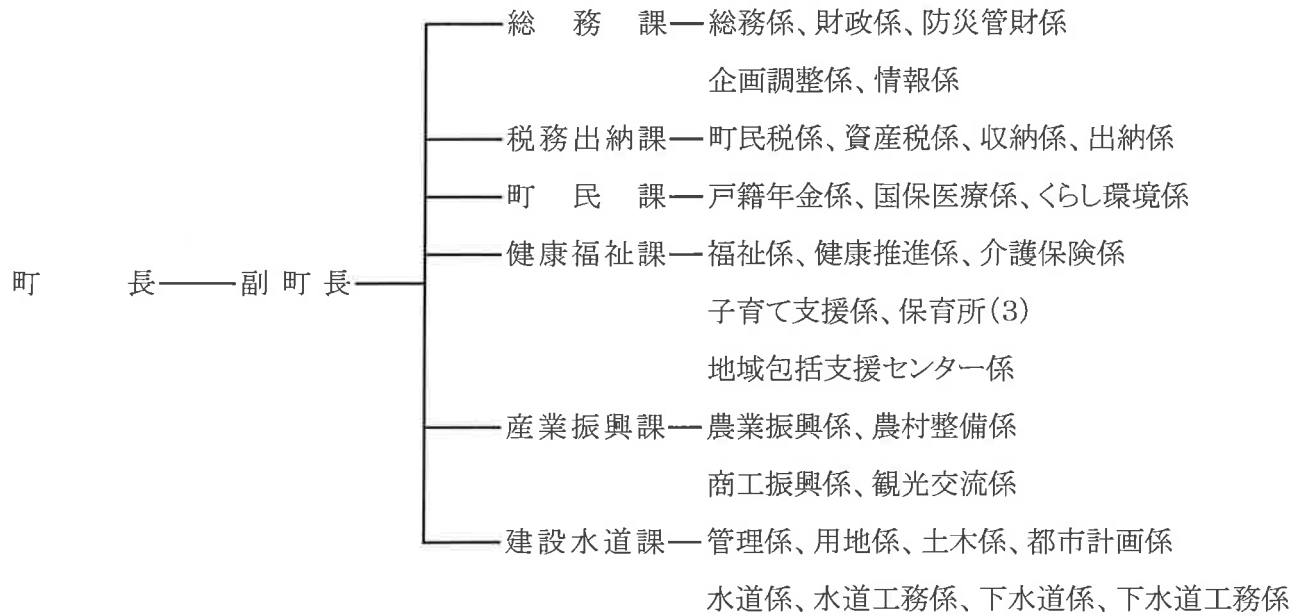 総務課 総務係、財政係、防災管財係
企画調整係、情報係
税務出納課 町民税係、資産税係、収納係、出納係
町民課 戸籍年金係、国保医療係、くらし環境係
健康福祉課 福祉係、健康推進係、介護保険係
町長 副町長
子育て支援係、保育所(3)
地域包括支援センター係
産業振興課 農業振興係、農村整備係
商工振興係、観光交流係
建設水道課 管理係、用地係、土木係、都市計画係
水道係、水道工務係、下水道係、下水道工務係